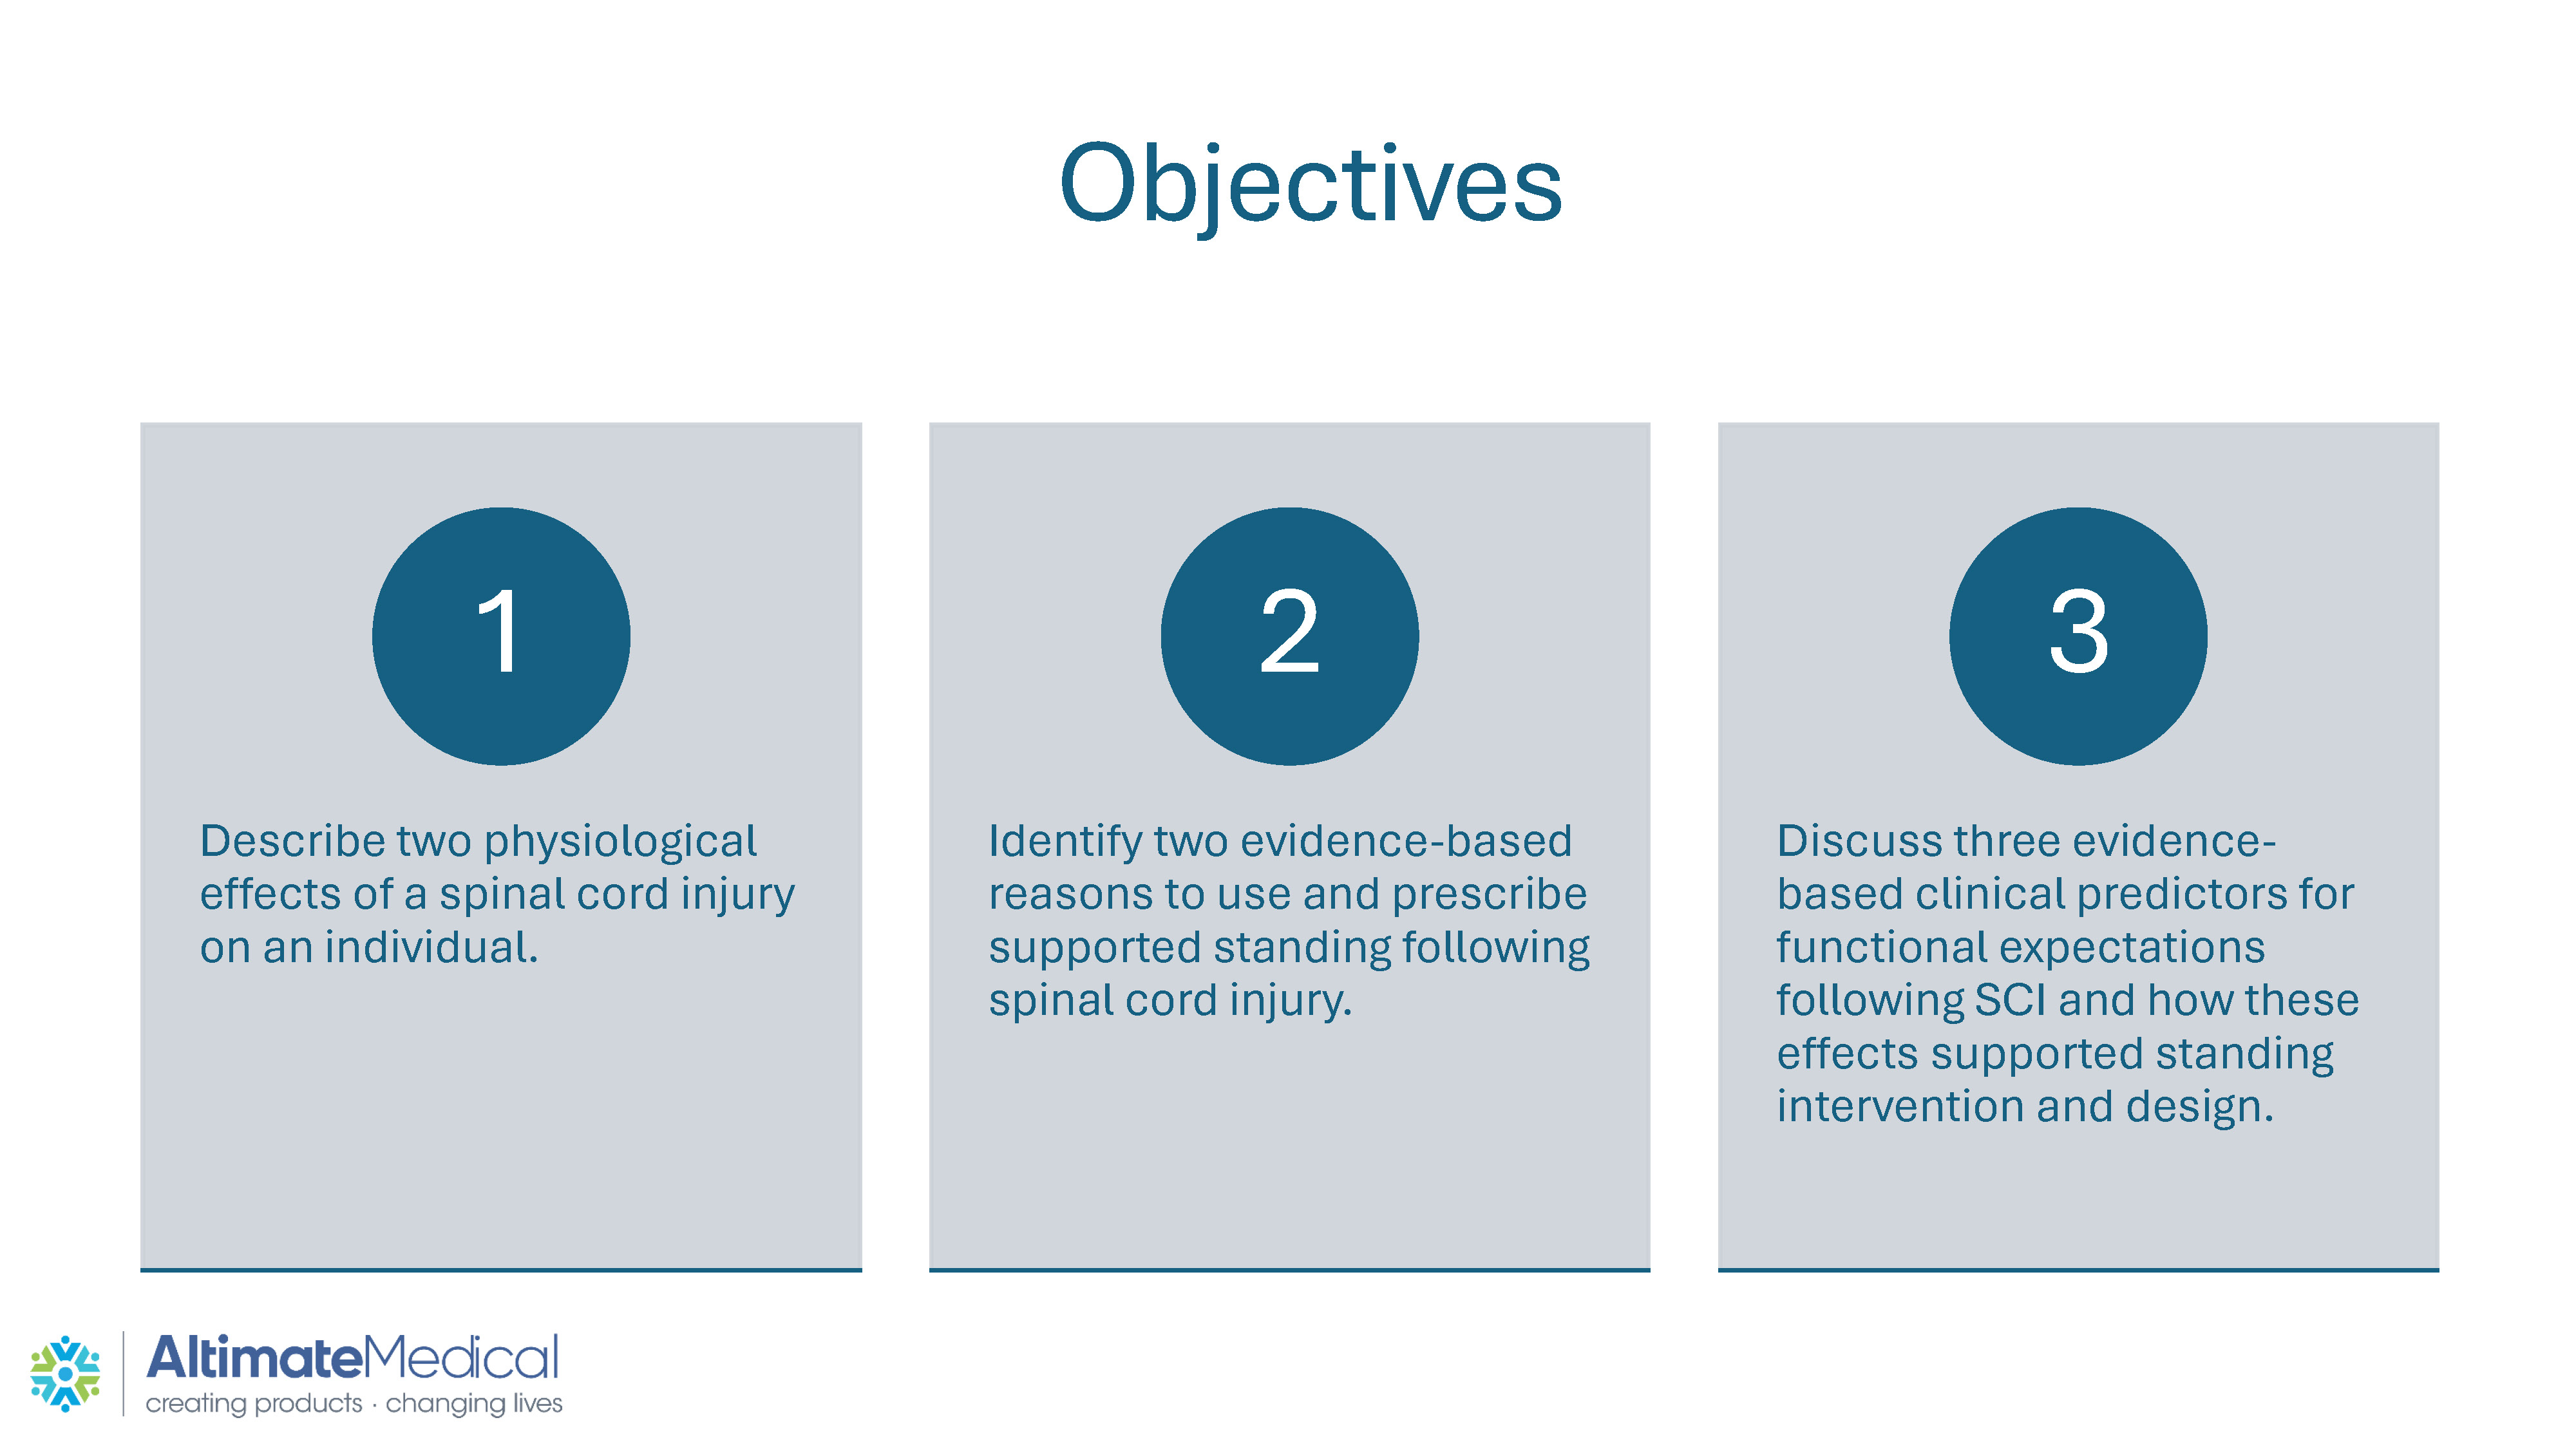 Objectives
1
Describe two physiological
effects of a spinal cord injury
on an individual.
2
Identify two evidence-based
reasons to use and prescribe
supported standing following
spinal cord injury.
3
Discuss three evidence-
based clinical predictors for
functional expectations
following SCI and how these
effects supported standing
intervention and design.
AltimateMedical
creating products · changing lives